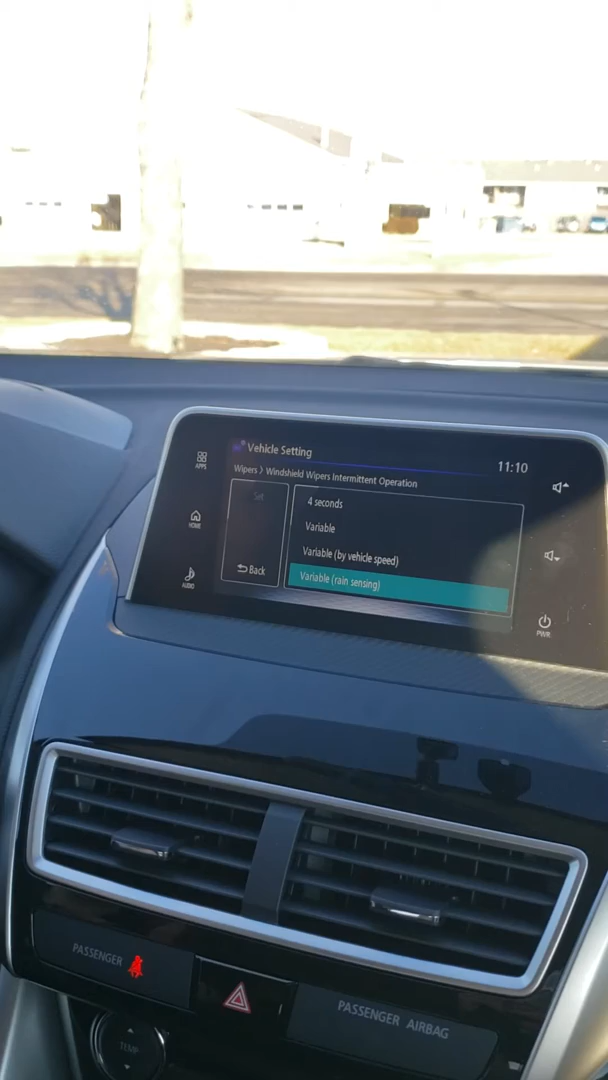 Vehicle Setting
11:10
APPS
Wipers > Windshield Wipers Intermittent Operation
Set
4 seconds
HOME
Variable
Variable (by vehicle speed)
Back
Variable (rain sensing)
AUDIO
PWR
PASSENGER
PASSENGER AIRBAG
TEMP